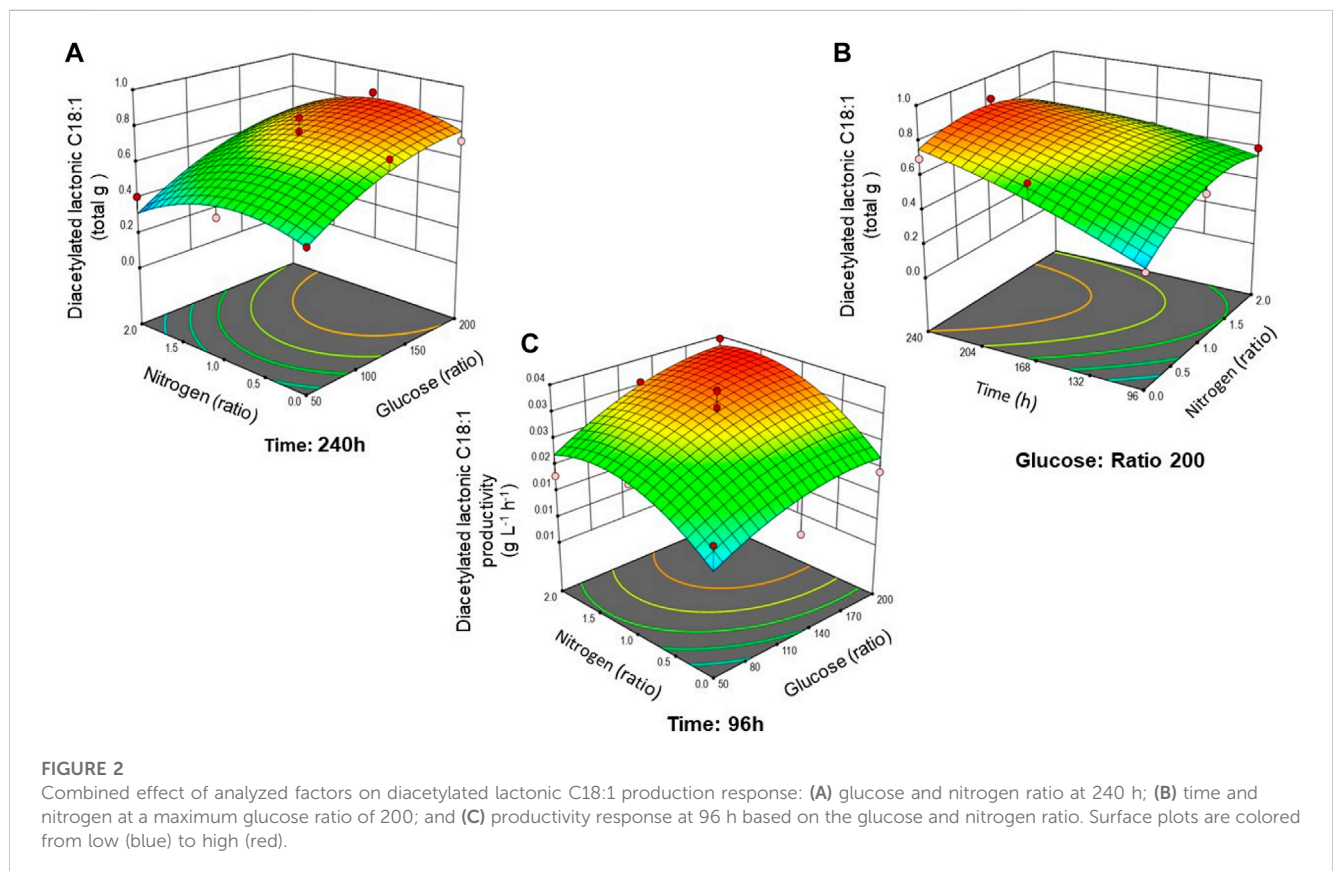 A
1.0
0.8
0.6
0.4
0.2
0.0
Diacetylated lactonic C18:1
(total g )
2.0
1.5
1.0
0.5
0.0
Nitrogen (ratio)
50
100
150
200
Glucose (ratio)
Time: 240h
B
1.0
0.8
0.6
0.4
0.2
0.0
Diacetylated lactonic C18:1
(total g)
240
204
168
132
96
Time (h)
0.0
0.5
1.0
1.5
2.0
Nitrogen (ratio)
Glucose: Ratio 200
C
0.04
0.03
0.03
0.02
0.01
0.01
0.01
Diacetylated lactonic C18:1
productivity
(g L-1 h-1)
2.0
1.5
1.0
0.5
0.0
Nitrogen (ratio)
50
80
110
140
170
200
Glucose (ratio)
Time: 96h
FIGURE 2
Combined effect of analyzed factors on diacetylated lactonic C18:1 production response: (A) glucose and nitrogen ratio at 240 h; (B) time and
nitrogen at a maximum glucose ratio of 200; and (C) productivity response at 96 h based on the glucose and nitrogen ratio. Surface plots are colored
from low (blue) to high (red).